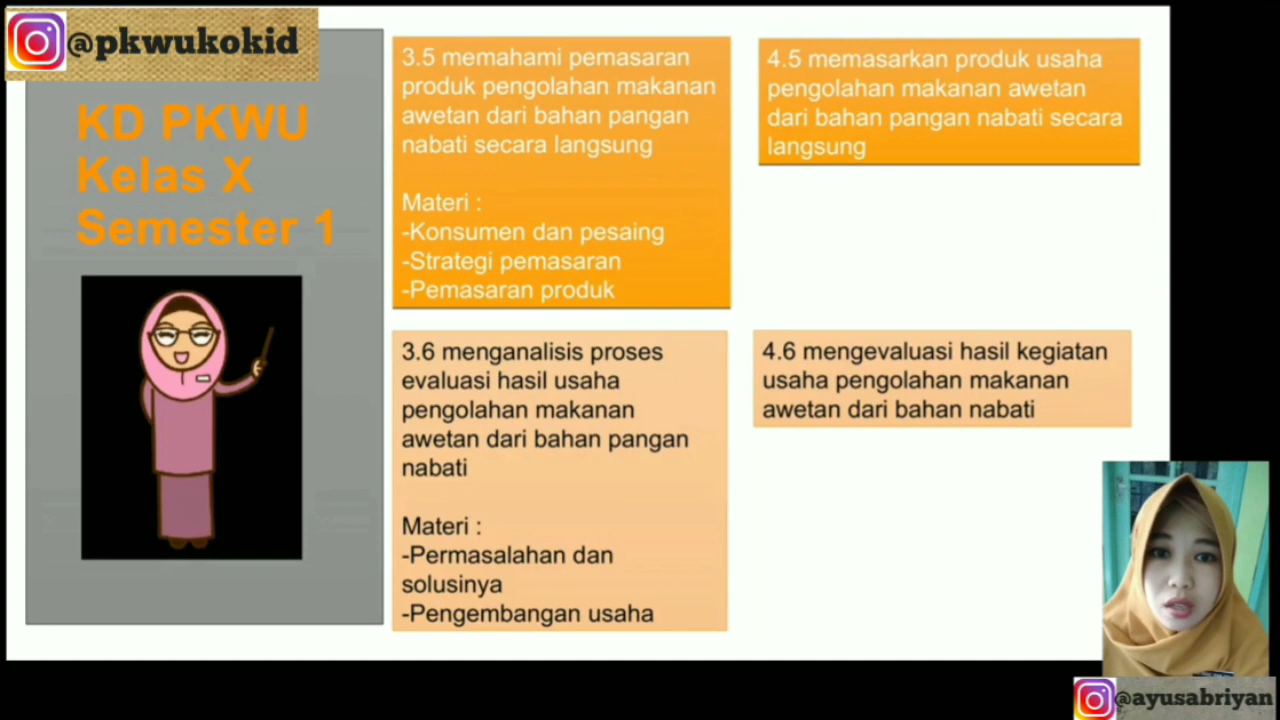 @pkwukokid
KD PKWU
Kelas X
Semester 1
3.5 memahami pemasaran
produk pengolahan makanan
awetan dari bahan pangan
nabati secara langsung
Materi :
-Konsumen dan pesaing
-Strategi pemasaran
-Pemasaran produk
4.5 memasarkan produk usaha
pengolahan makanan awetan
dari bahan pangan nabati secara
langsung
3.6 menganalisis proses
evaluasi hasil usaha
pengolahan makanan
awetan dari bahan pangan
nabati
Materi :
-Permasalahan dan
solusinya
-Pengembangan usaha
4.6 mengevaluasi hasil kegiatan
usaha pengolahan makanan
awetan dari bahan nabati
@ayusabriyan